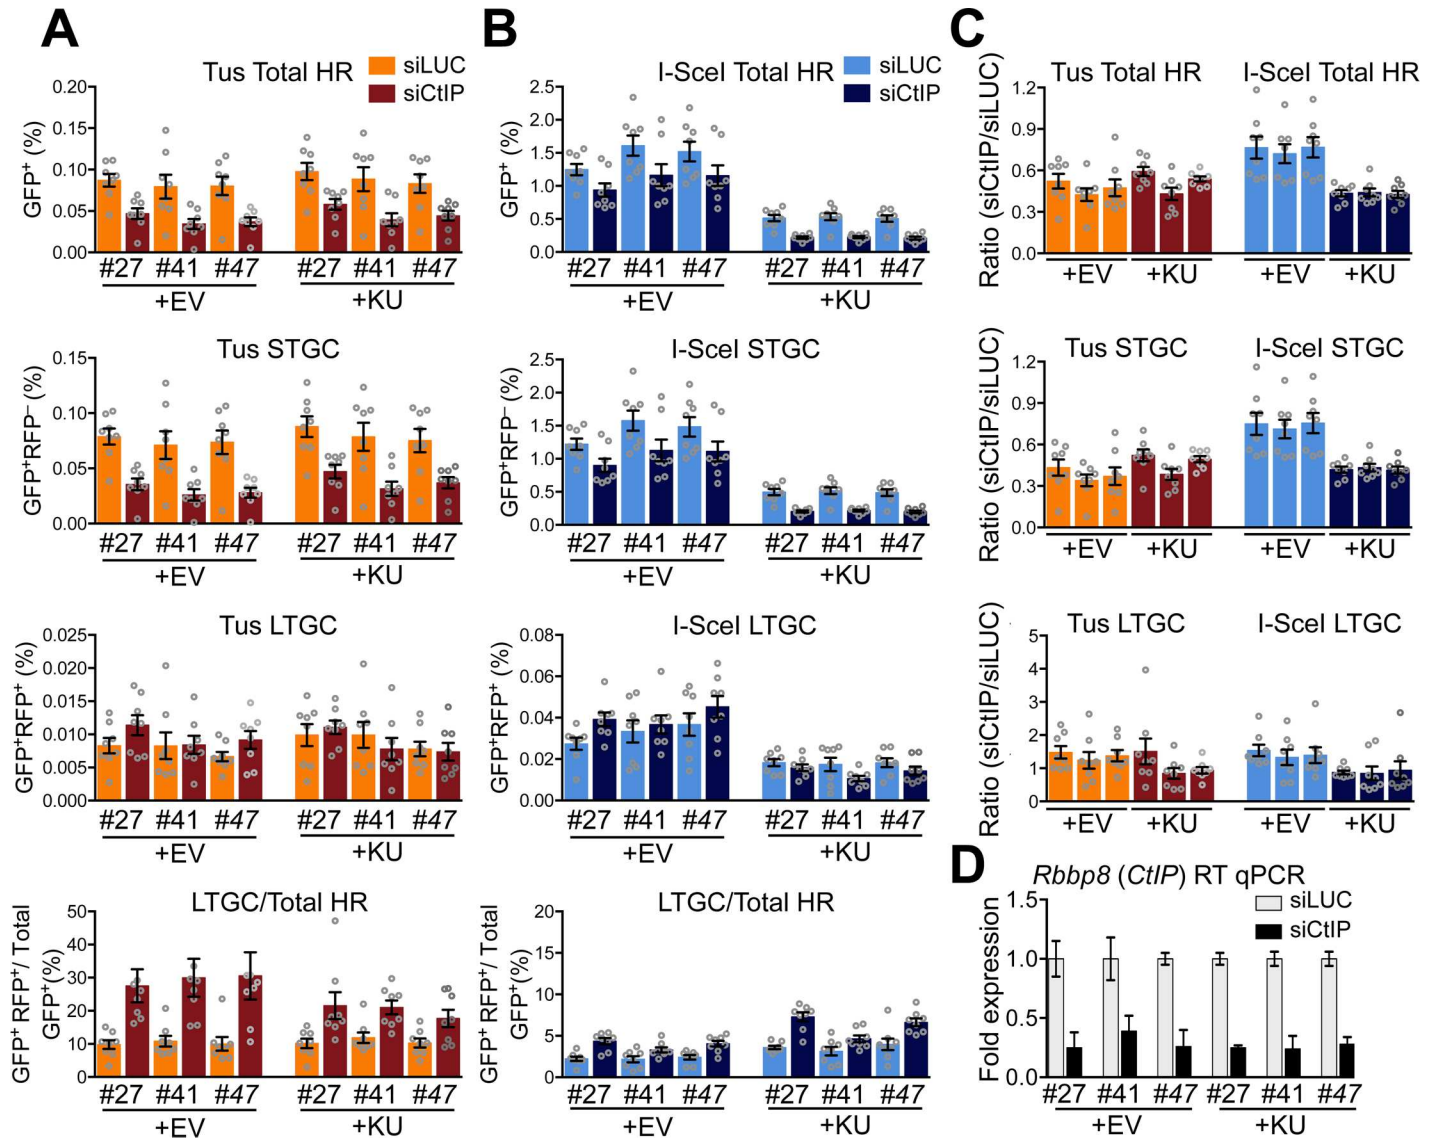 A
B
C
Tus Total HR
siLUC
siCtIP
I-SceI Total HR
siLUC
siCtIP
Tus Total HR
I-SceI Total HR
GFP+ (%)
0.20
0.15
0.10
0.05
0.00
#27 #41 #47 #27 #41 #47
+EV +KU
GFP+ (%)
2.5
2.0
1.5
1.0
0.5
0.0
#27 #41 #47 #27 #41 #47
+EV +KU
Ratio (siCtIP/siLUC)
1.2
0.9
0.6
0.3
0.0
+EV +KU +EV +KU
Tus STGC
GFP+RFP– (%)
0.15
0.10
0.05
0.00
#27 #41 #47 #27 #41 #47
+EV +KU
I-SceI STGC
GFP+RFP– (%)
2.5
2.0
1.5
1.0
0.5
0.0
#27 #41 #47 #27 #41 #47
+EV +KU
Tus STGC
I-SceI STGC
Ratio (siCtIP/siLUC)
1.2
0.9
0.6
0.3
0.0
+EV +KU +EV +KU
Tus LTGC
GFP+RFP+ (%)
0.025
0.020
0.015
0.010
0.005
0.000
#27 #41 #47 #27 #41 #47
+EV +KU
I-SceI LTGC
GFP+RFP+ (%)
0.08
0.06
0.04
0.02
0.00
#27 #41 #47 #27 #41 #47
+EV +KU
Tus LTGC
I-SceI LTGC
Ratio (siCtIP/siLUC)
5
4
3
2
1
0
+EV +KU +EV +KU
LTGC/Total HR
GFP+ RFP+/ Total
GFP+(%)
50
40
30
20
10
0
#27 #41 #47 #27 #41 #47
+EV +KU
LTGC/Total HR
GFP+ RFP+/ Total
GFP+(%)
20
15
10
5
0
#27 #41 #47 #27 #41 #47
+EV +KU
D
Rbbp8 (CtIP) RT qPCR
siLUC
siCtIP
Fold expression
1.5
1.0
0.5
0.0
#27 #41 #47 #27 #41 #47
+EV +KU